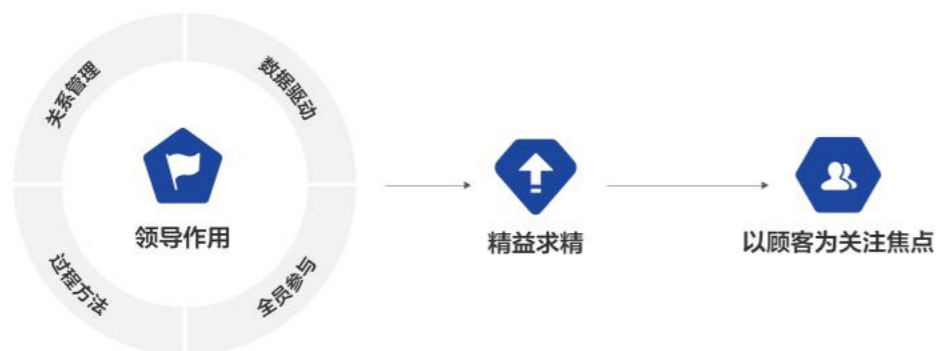 关系管理
数据驱动
领导作用
过程方法
全员参与
精益求精
以顾客为关注焦点